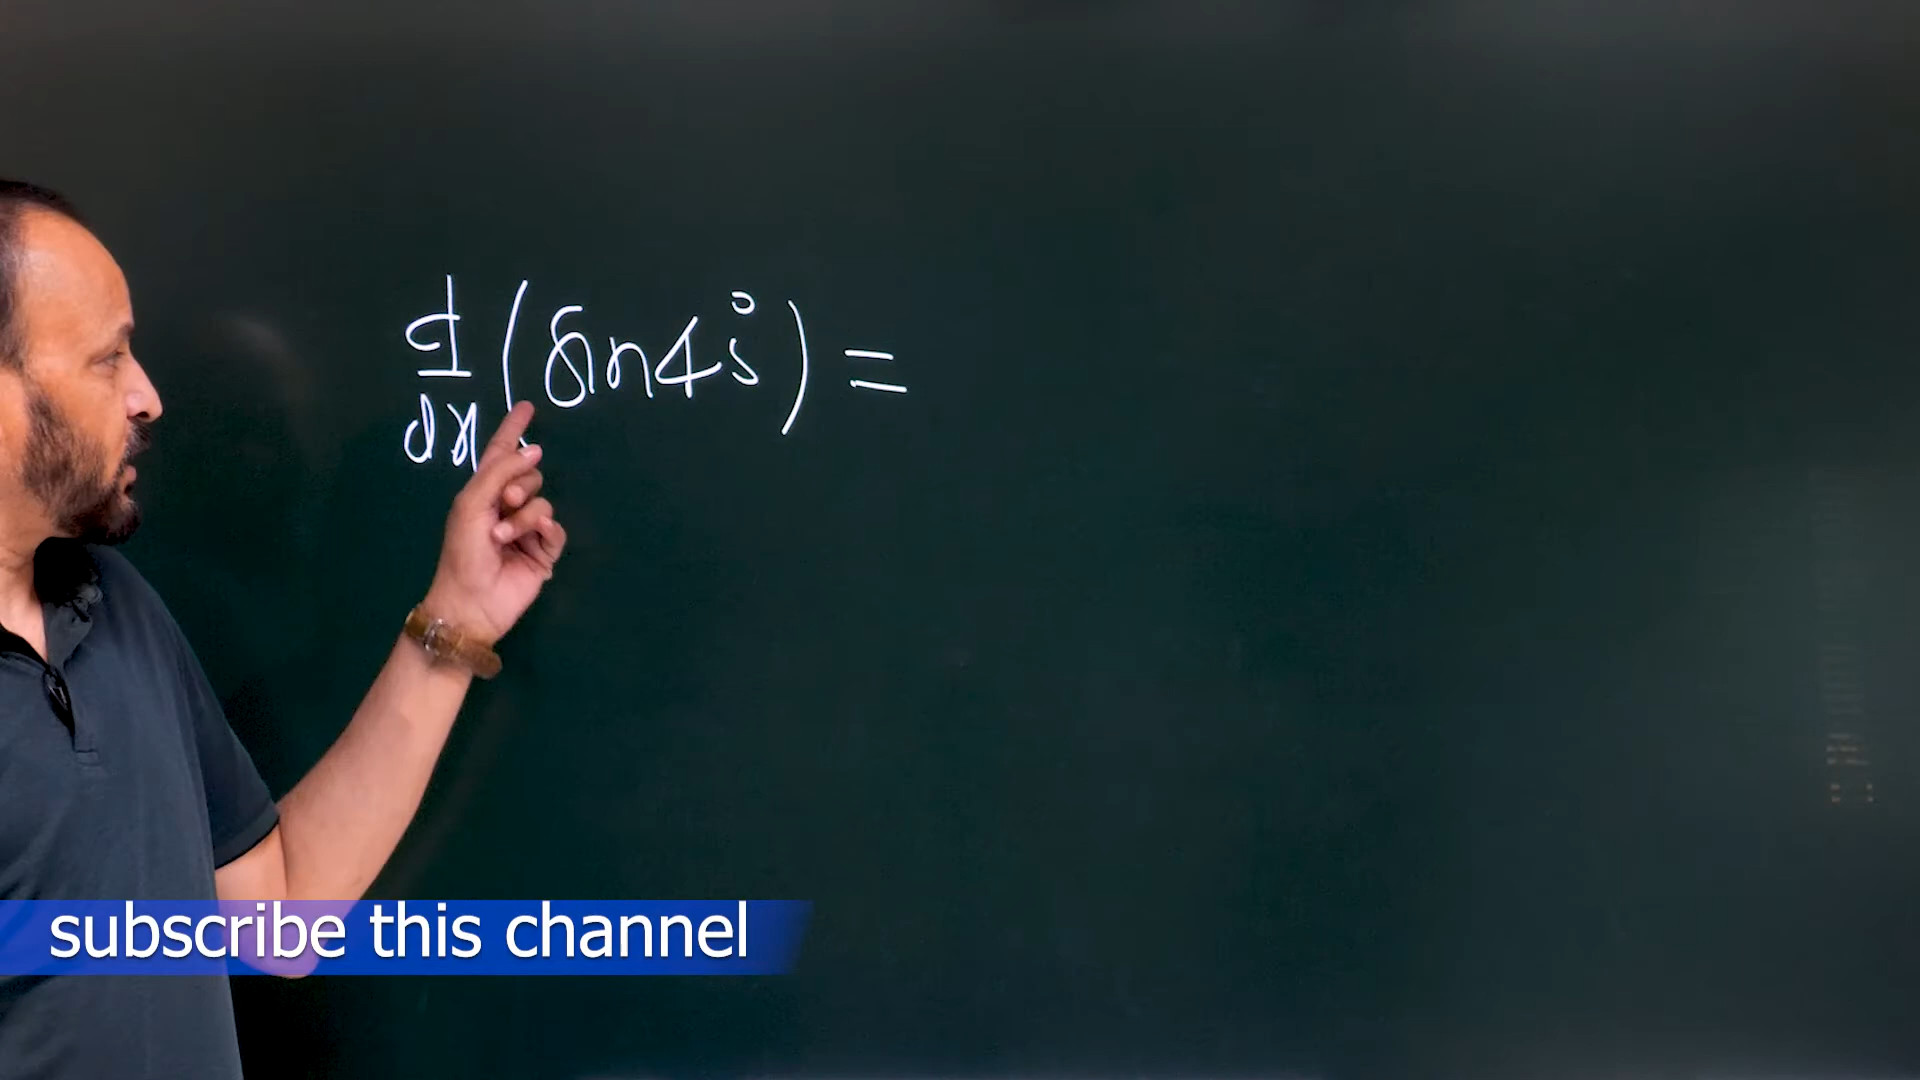 d/dx (sin45°) =
subscribe this channel